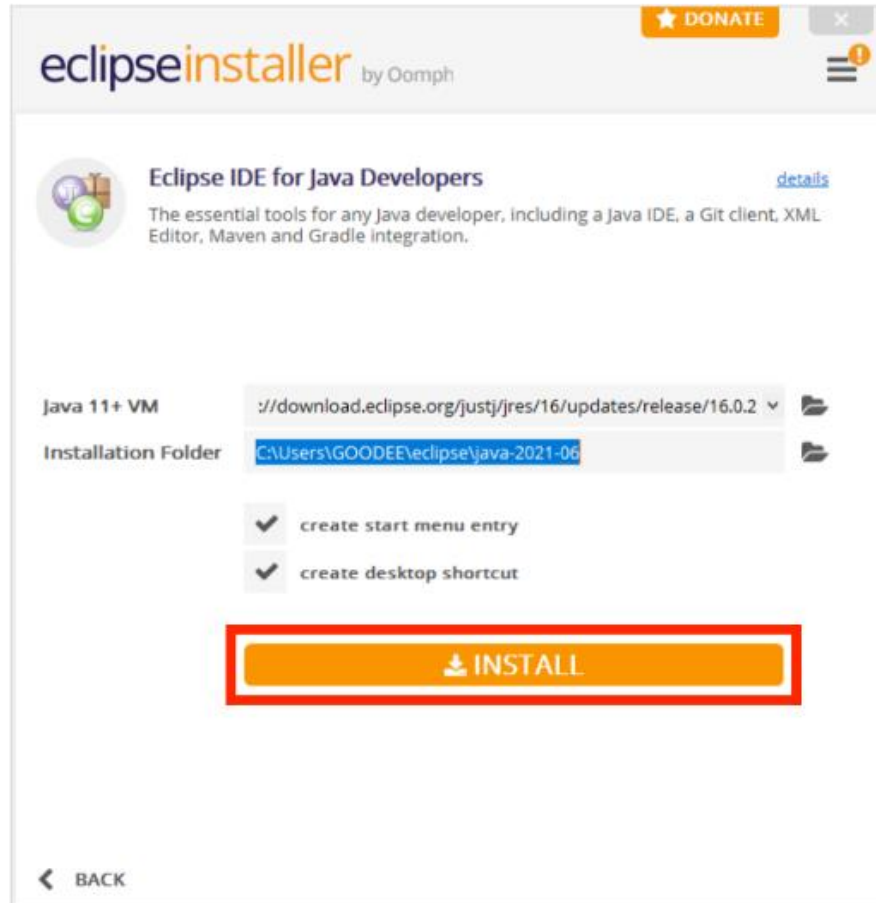 DONATE
eclipseinstaller by Oomph
Eclipse IDE for Java Developers
details
The essential tools for any Java developer, including a Java IDE, a Git client, XML
Editor, Maven and Gradle integration.
Java 11+ VM
://download.eclipse.org/justj/jres/16/updates/release/16.0.2
Installation Folder
C:\Users\GOODEE\eclipse\java-2021-06
create start menu entry
create desktop shortcut
INSTALL
BACK